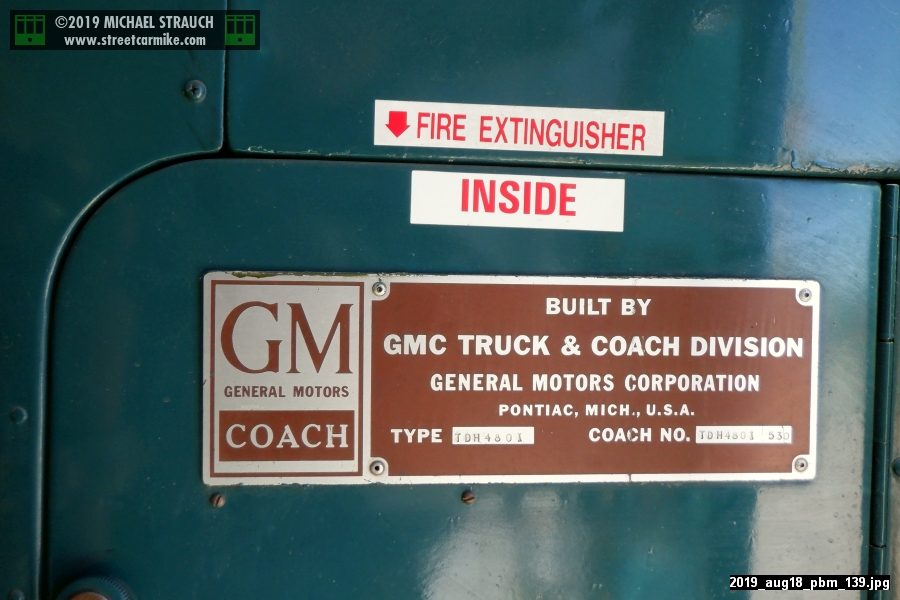 ©2019 MICHAEL STRAUCH
www.streetcarmike.com
FIRE EXTINGUISHER
INSIDE
GM
GENERAL MOTORS
COACH
BUILT BY
GMC TRUCK & COACH DIVISION
GENERAL MOTORS CORPORATION
PONTIAC, MICH., U.S.A.
TYPE TDH4801 COACH NO. TDH4801 530
2019_aug18_pbm_139.jpg